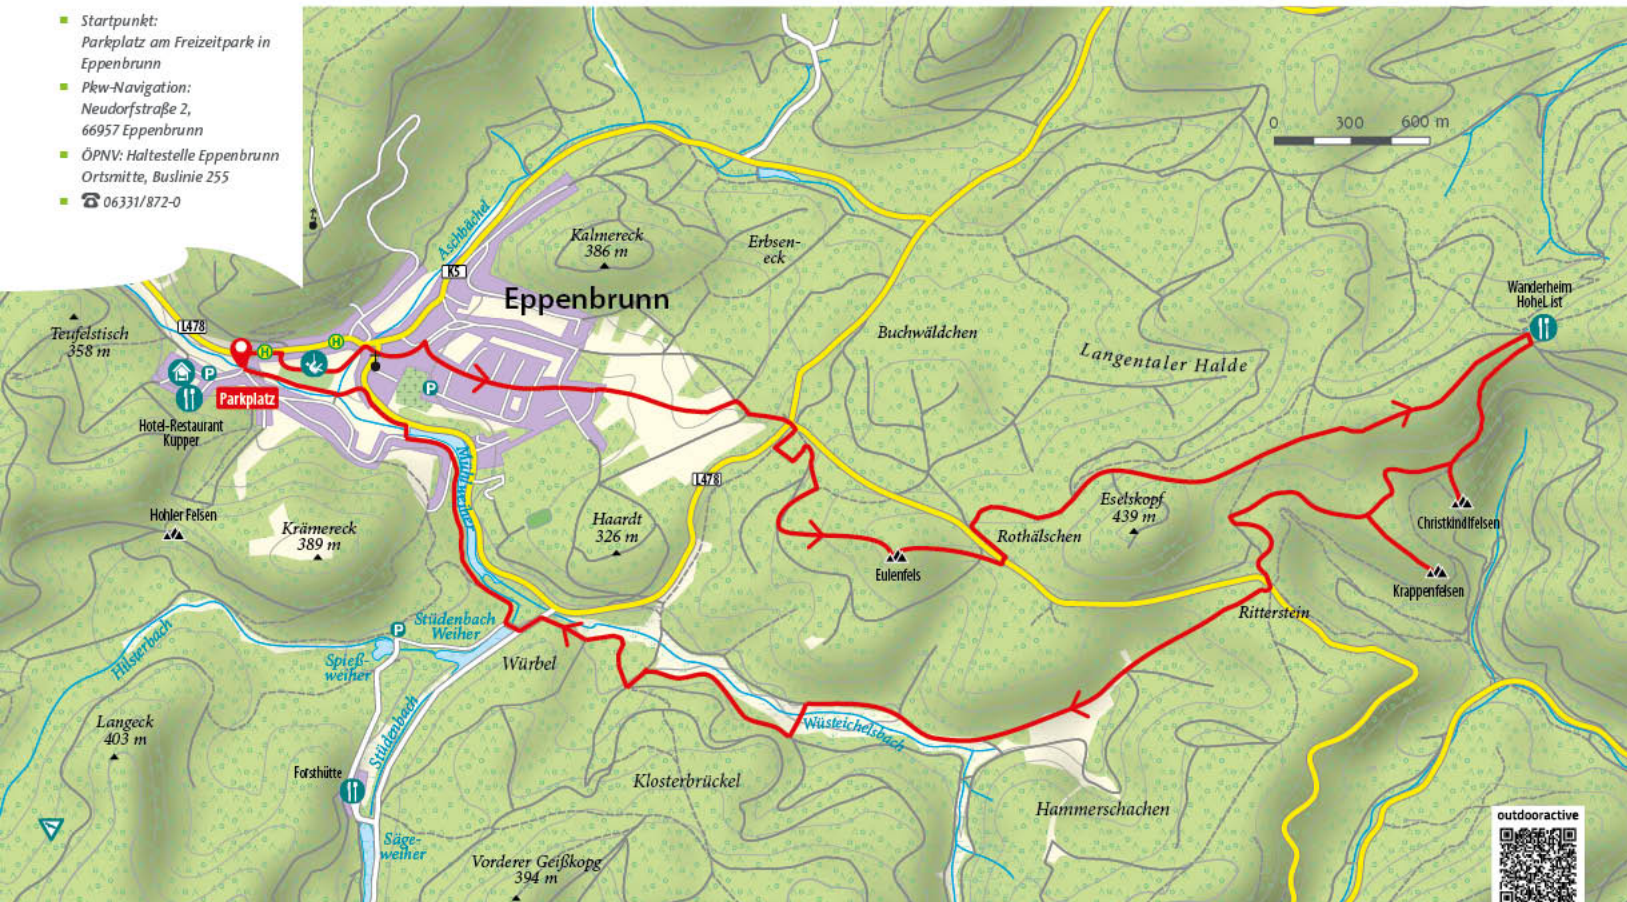 Startpunkt:
Parkplatz am Freizeitpark in
Eppenbrunn
Pkw-Navigation:
Neudorfstraße 2,
66957 Eppenbrunn
ÖPNV: Haltestelle Eppenbrunn
Ortsmitte, Buslinie 255
06331/872-0
0 300 600 m
Aschbächel
Kalmereck
386 m
Erbsen-
eck
K5
Eppenbrunn
Wanderheim
HoheList
Teufelstisch
358 m
L478
H
H
Buchwäldchen
Langentaler Halde
P
P
Parkplatz
Hotel-Restaurant
Kupper
Mühlweiher
L478
Hohler Felsen
Krämereck
389 m
Haardt
326 m
Eselskopf
439 m
Rothälschen
Christkindlfelsen
Eulenfels
Krappenfelsen
Ritterstein
Hilsterbach
P
Stüdenbach
Weiher
Spieß-
weiher
Würbel
Stüdenbach
Wüsteichelsbach
Langeck
403 m
Forsthütte
Klosterbrückel
Hammerschachen
Säge-
weiher
Vorderer Geißkopg
394 m
outdooractive